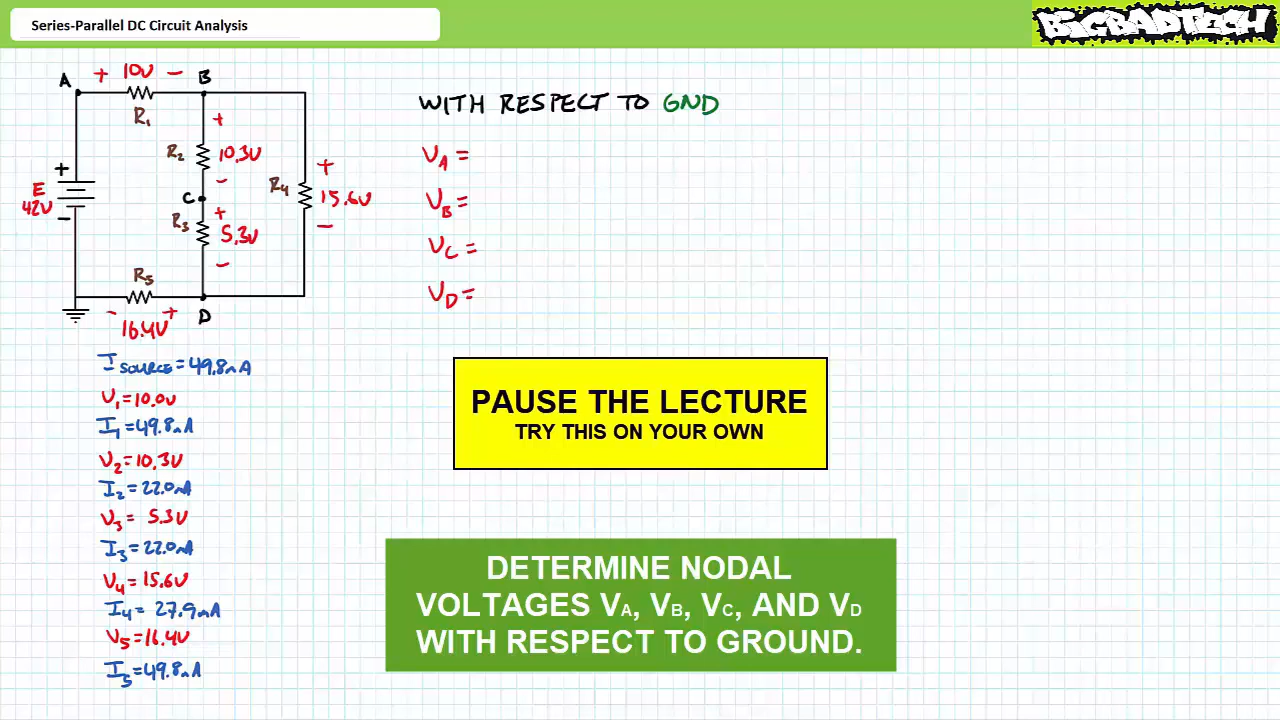 Series-Parallel DC Circuit Analysis
BIGBADTECH
A + 10V - B
R1
+
R2 10.3V
-
C
+
R3 5.3V
-
+
R4 15.6V
-
+
E
42V
-
R5
- 16.4V +
D
I SOURCE = 49.8mA
V1 = 10.0V
I1 = 49.8mA
V2 = 10.3V
I2 = 22.0mA
V3 = 5.3V
I3 = 22.0mA
V4 = 15.6V
I4 = 27.9mA
V5 = 16.4V
I5 = 49.8mA
WITH RESPECT TO GND
VA =
VB =
VC =
VD =
PAUSE THE LECTURE
TRY THIS ON YOUR OWN
DETERMINE NODAL
VOLTAGES VA, VB, VC, AND VD
WITH RESPECT TO GROUND.